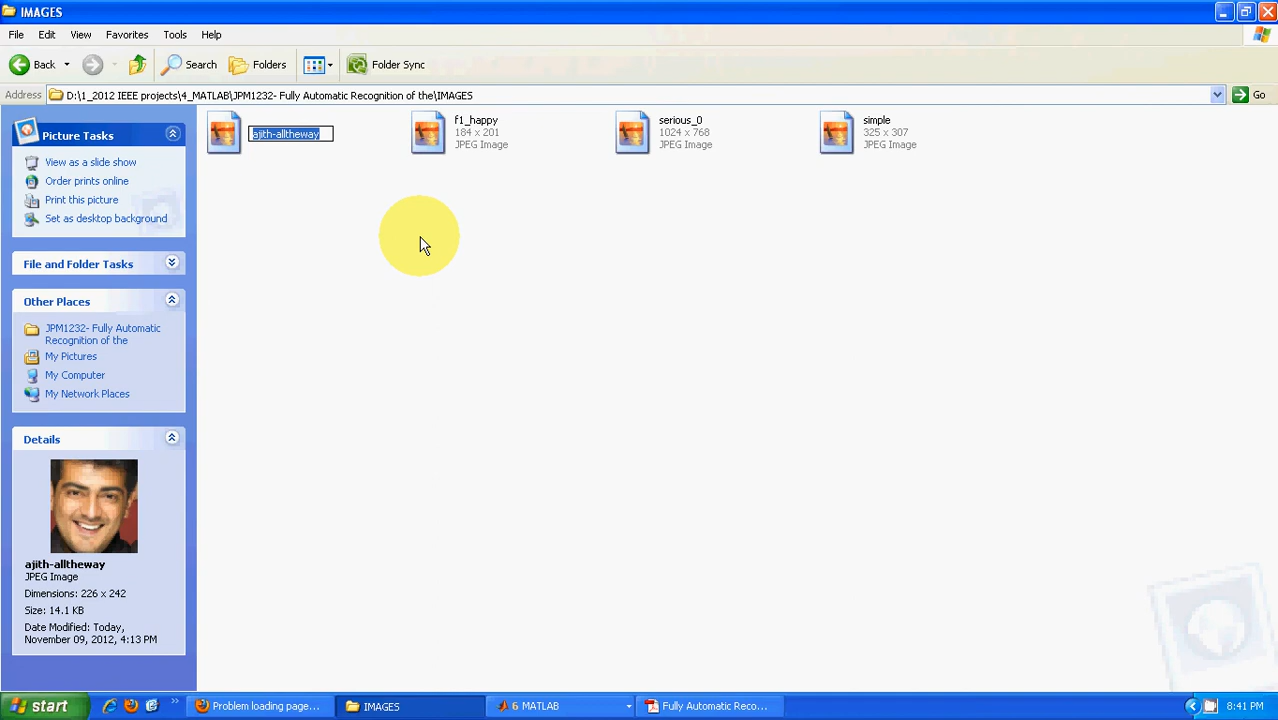 IMAGES
File Edit View Favorites Tools Help
Back Search Folders Folder Sync
Address D:\1_2012 IEEE projects\4_MATLAB\JPM1232- Fully Automatic Recognition of the\IMAGES Go
Picture Tasks
View as a slide show
Order prints online
Print this picture
Set as desktop background
File and Folder Tasks
Other Places
JPM1232- Fully Automatic
Recognition of the
My Pictures
My Computer
My Network Places
Details
ajith-alltheway
JPEG Image
Dimensions: 226 x 242
Size: 14.1 KB
Date Modified: Today,
November 09, 2012, 4:13 PM
ajith-alltheway
f1_happy
184 x 201
JPEG Image
serious_0
1024 x 768
JPEG Image
simple
325 x 307
JPEG Image
start Problem loading page... IMAGES 6 MATLAB Fully Automatic Reco... 8:41 PM